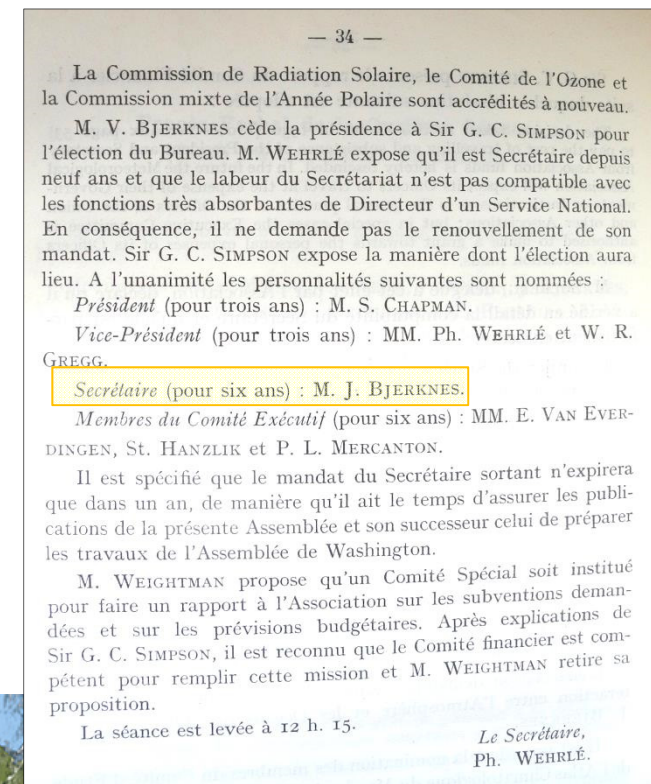 — 34 —
La Commission de Radiation Solaire, le Comité de l'Ozone et
la Commission mixte de l'Année Polaire sont accrédités à nouveau.
M. V. BJERKNES cède la présidence à Sir G. C. SIMPSON pour
l'élection du Bureau. M. WEHRLÉ expose qu'il est Secrétaire depuis
neuf ans et que le labeur du Secrétariat n'est pas compatible avec
les fonctions très absorbantes de Directeur d'un Service National.
En conséquence, il ne demande pas le renouvellement de son
mandat. Sir G. C. SIMPSON expose la manière dont l'élection aura
lieu. A l'unanimité les personnalités suivantes sont nommées :
Président (pour trois ans) : M. S. CHAPMAN.
Vice-Président (pour trois ans) : MM. Ph. WEHRLÉ et W. R.
GREGG.
Secrétaire (pour six ans) : M. J. BJERKNES.
Membres du Comité Exécutif (pour six ans) : MM. E. VAN EVER-
DINGEN, St. HANZLIK et P. L. MERCANTON.
Il est spécifié que le mandat du Secrétaire sortant n'expirera
que dans un an, de manière qu'il ait le temps d'assurer les publi-
cations de la présente Assemblée et son successeur celui de préparer
les travaux de l'Assemblée de Washington.
M. WEIGHTMAN propose qu'un Comité Spécial soit institué
pour faire un rapport à l'Association sur les subventions deman-
dées et sur les prévisions budgétaires. Après explications de
Sir G. C. SIMPSON, il est reconnu que le Comité financier est com-
pétent pour remplir cette mission et M. WEIGHTMAN retire sa
proposition.
La séance est levée à 12 h. 15.
Le Secrétaire,
Ph. WEHRLÉ.